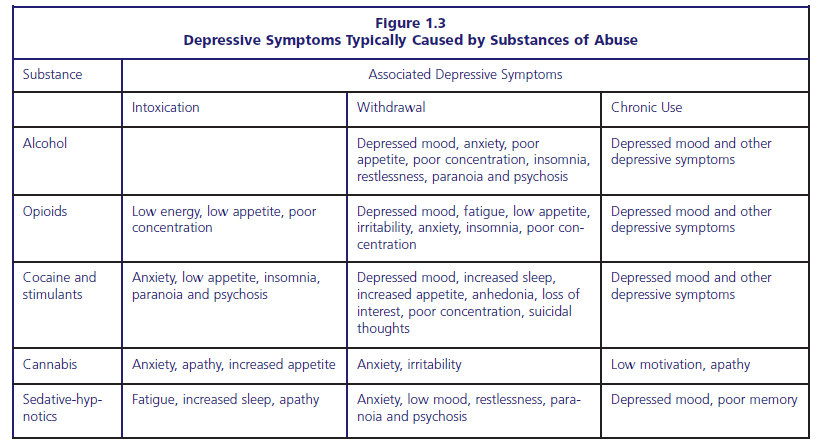 Figure 1.3
Depressive Symptoms Typically Caused by Substances of Abuse
Substance
Associated Depressive Symptoms
Intoxication
Withdrawal
Chronic Use
Alcohol
Depressed mood, anxiety, poor
appetite, poor concentration, insomnia,
restlessness, paranoia and psychosis
Depressed mood and other
depressive symptoms
Opioids
Low energy, low appetite, poor
concentration
Depressed mood, fatigue, low appetite,
irritability, anxiety, insomnia, poor con-
centration
Depressed mood and other
depressive symptoms
Cocaine and
stimulants
Anxiety, low appetite, insomnia,
paranoia and psychosis
Depressed mood, increased sleep,
increased appetite, anhedonia, loss of
interest, poor concentration, suicidal
thoughts
Depressed mood and other
depressive symptoms
Cannabis
Anxiety, apathy, increased appetite
Anxiety, irritability
Low motivation, apathy
Sedative-hyp-
notics
Fatigue, increased sleep, apathy
Anxiety, low mood, restlessness, para-
noia and psychosis
Depressed mood, poor memory